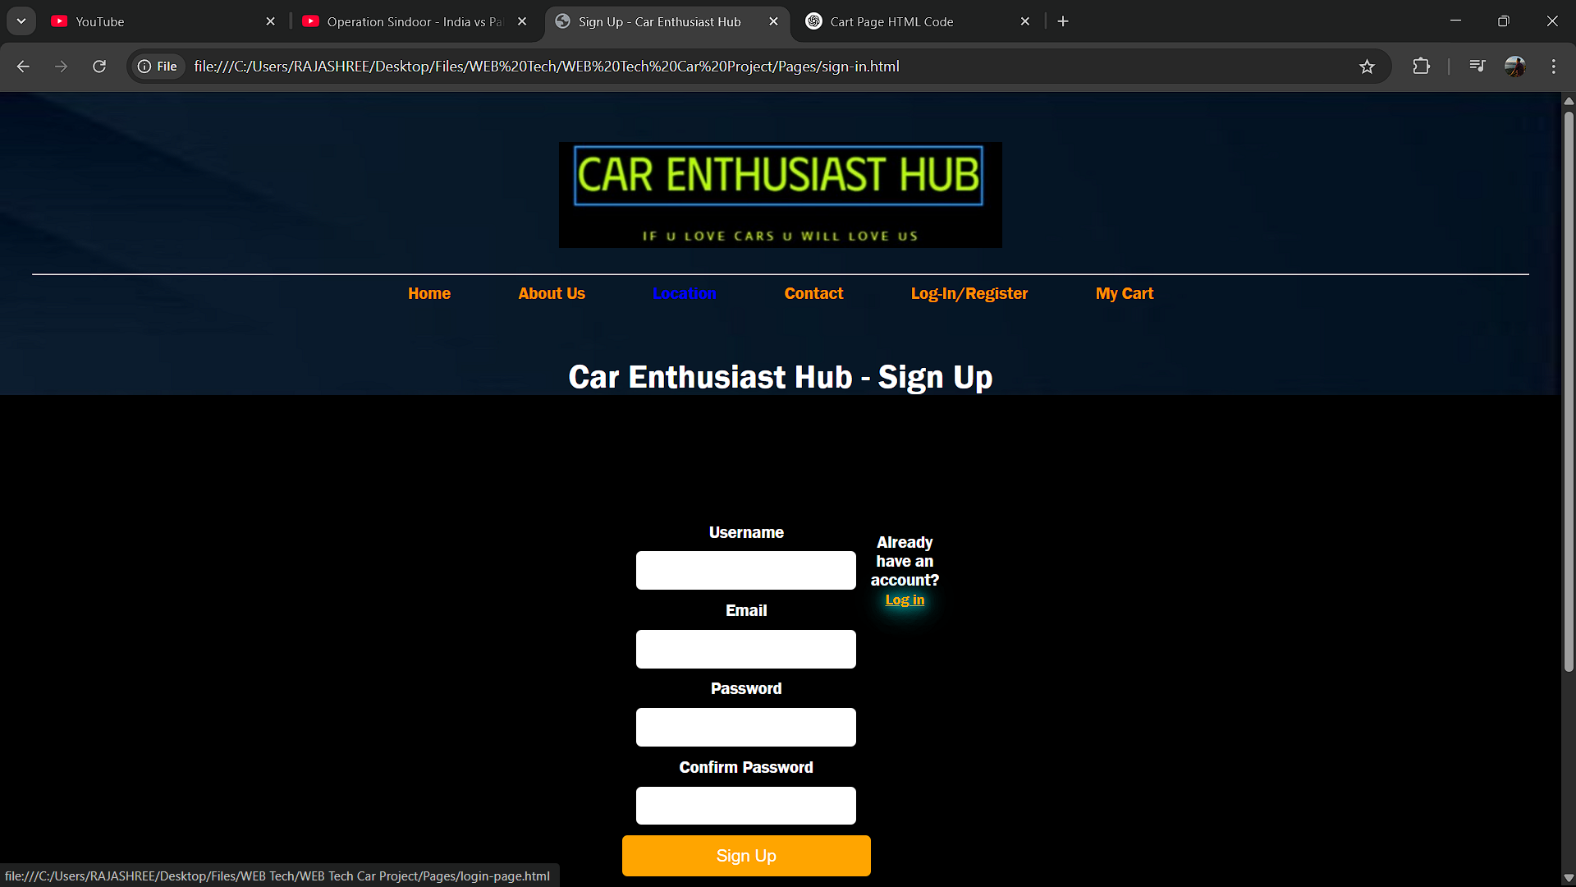 YouTube
Operation Sindoor - India vs Pa
Sign Up - Car Enthusiast Hub
Cart Page HTML Code
File
file:///C:/Users/RAJASHREE/Desktop/Files/WEB%20Tech/WEB%20Tech%20Car%20Project/Pages/sign-in.html
CAR ENTHUSIAST HUB
IF U LOVE CARS U WILL LOVE US
Home
About Us
Location
Contact
Log-In/Register
My Cart
Car Enthusiast Hub - Sign Up
Username
Already
have an
account?
Log in
Email
Password
Confirm Password
Sign Up
file:///C:/Users/RAJASHREE/Desktop/Files/WEB Tech/WEB Tech Car Project/Pages/login-page.html